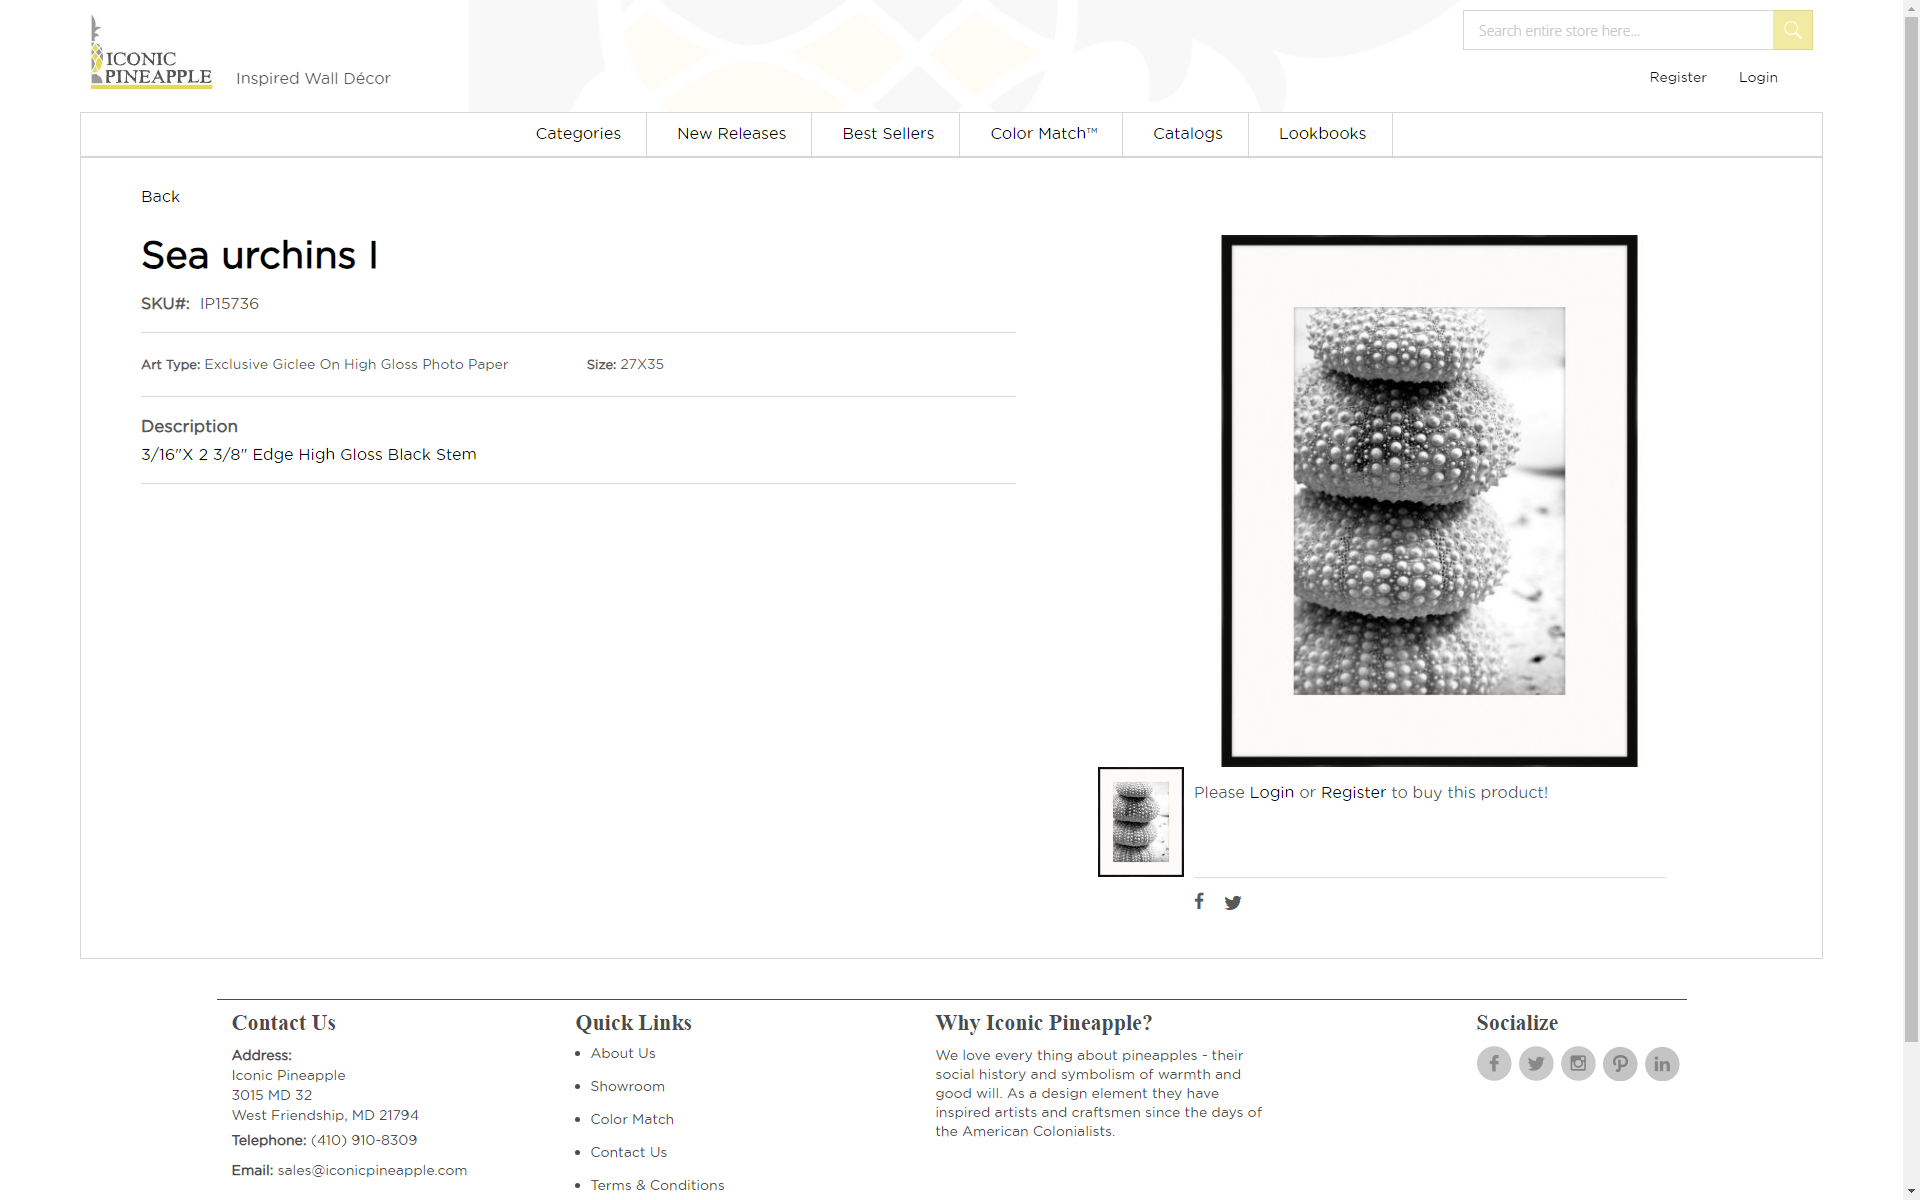 ICONIC
PINEAPPLE
Inspired Wall Décor
Search entire store here...
Register
Login
Categories
New Releases
Best Sellers
Color Match™
Catalogs
Lookbooks
Back
Sea urchins I
SKU#: IP15736
Art Type: Exclusive Giclee On High Gloss Photo Paper
Size: 27X35
Description
3/16"X 2 3/8" Edge High Gloss Black Stem
Please Login or Register to buy this product!
Contact Us
Address:
Iconic Pineapple
3015 MD 32
West Friendship, MD 21794
Telephone: (410) 910-8309
Email: sales@iconicpineapple.com
Quick Links
About Us
Showroom
Color Match
Contact Us
Terms & Conditions
Why Iconic Pineapple?
We love every thing about pineapples - their
social history and symbolism of warmth and
good will. As a design element they have
inspired artists and craftsmen since the days of
the American Colonialists.
Socialize